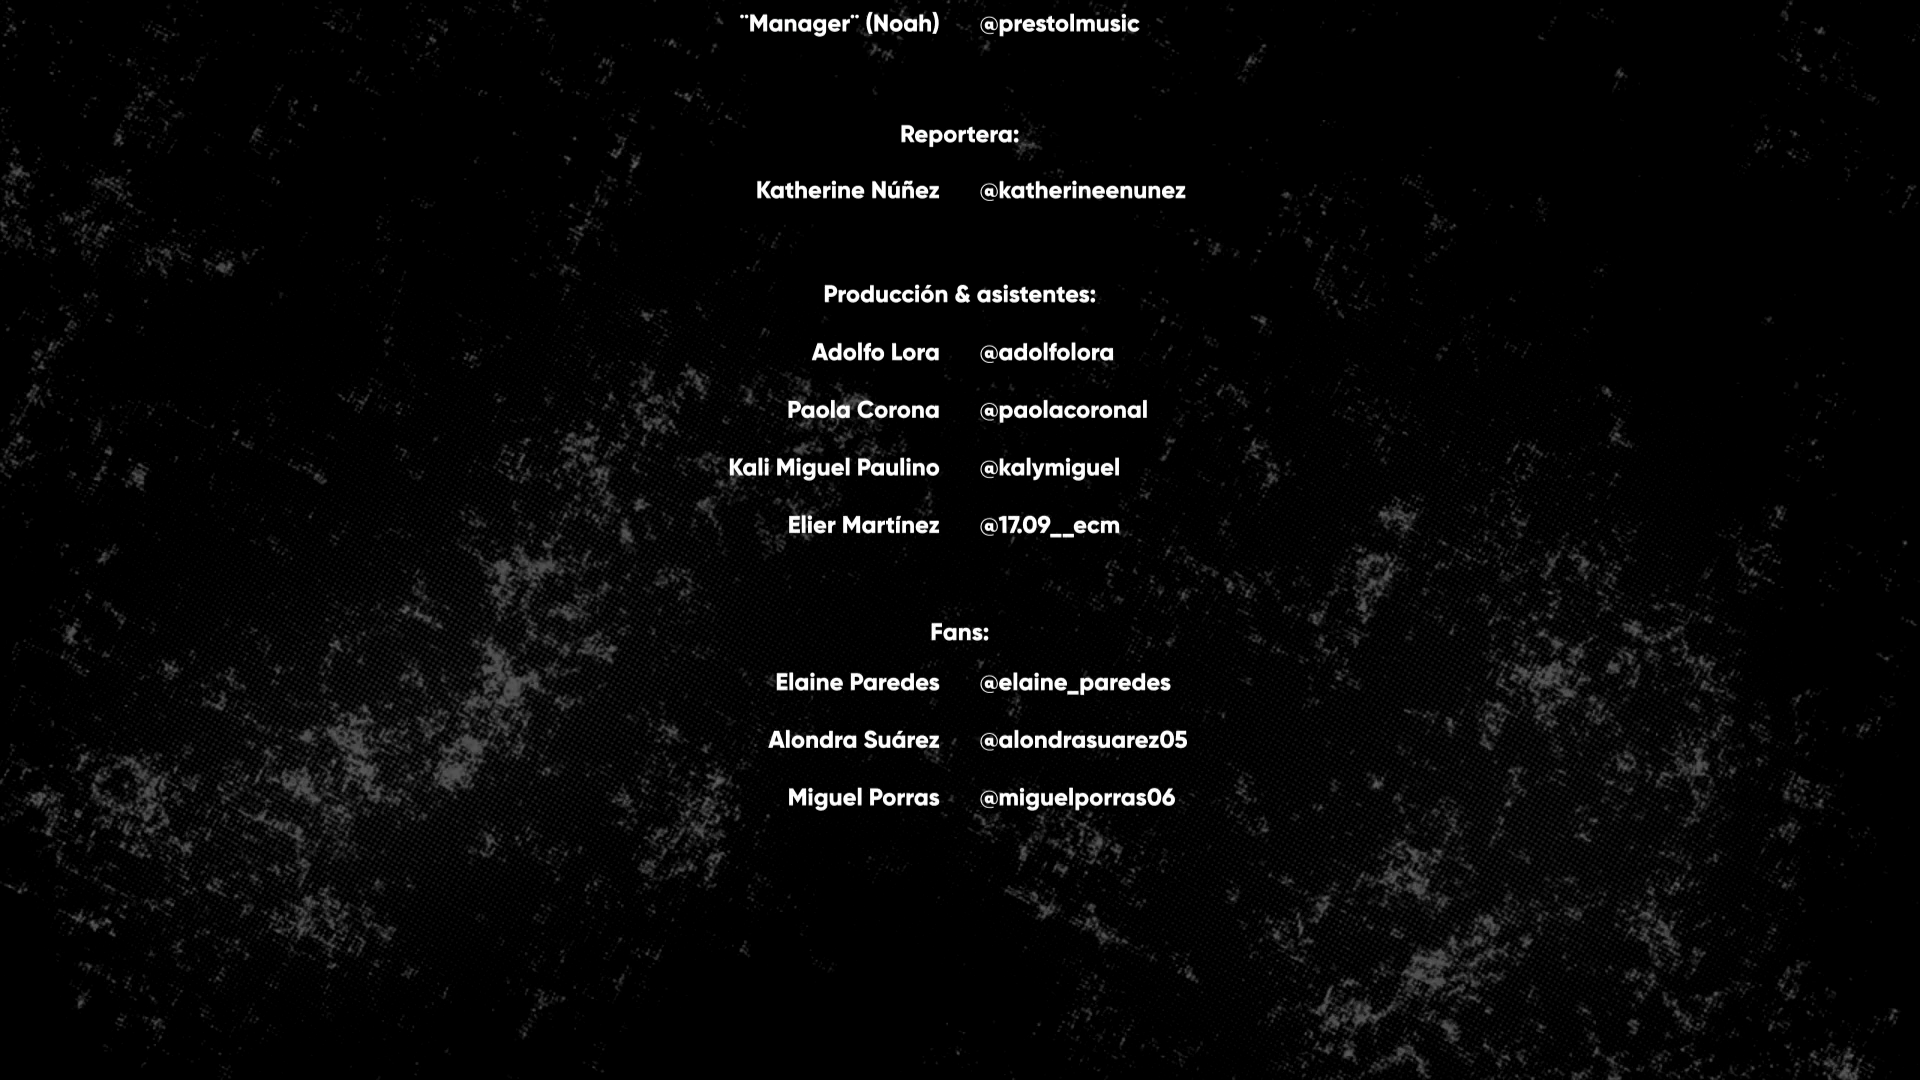 ¨Manager¨ (Noah) @prestolmusic
Reportera:
Katherine Núñez @katherineenunez
Producción & asistentes:
Adolfo Lora @adolfolora
Paola Corona @paolacoronal
Kali Miguel Paulino @kalymiguel
Elier Martínez @17.09__ecm
Fans:
Elaine Paredes @elaine_paredes
Alondra Suárez @alondrasuarez05
Miguel Porras @miguelporras06